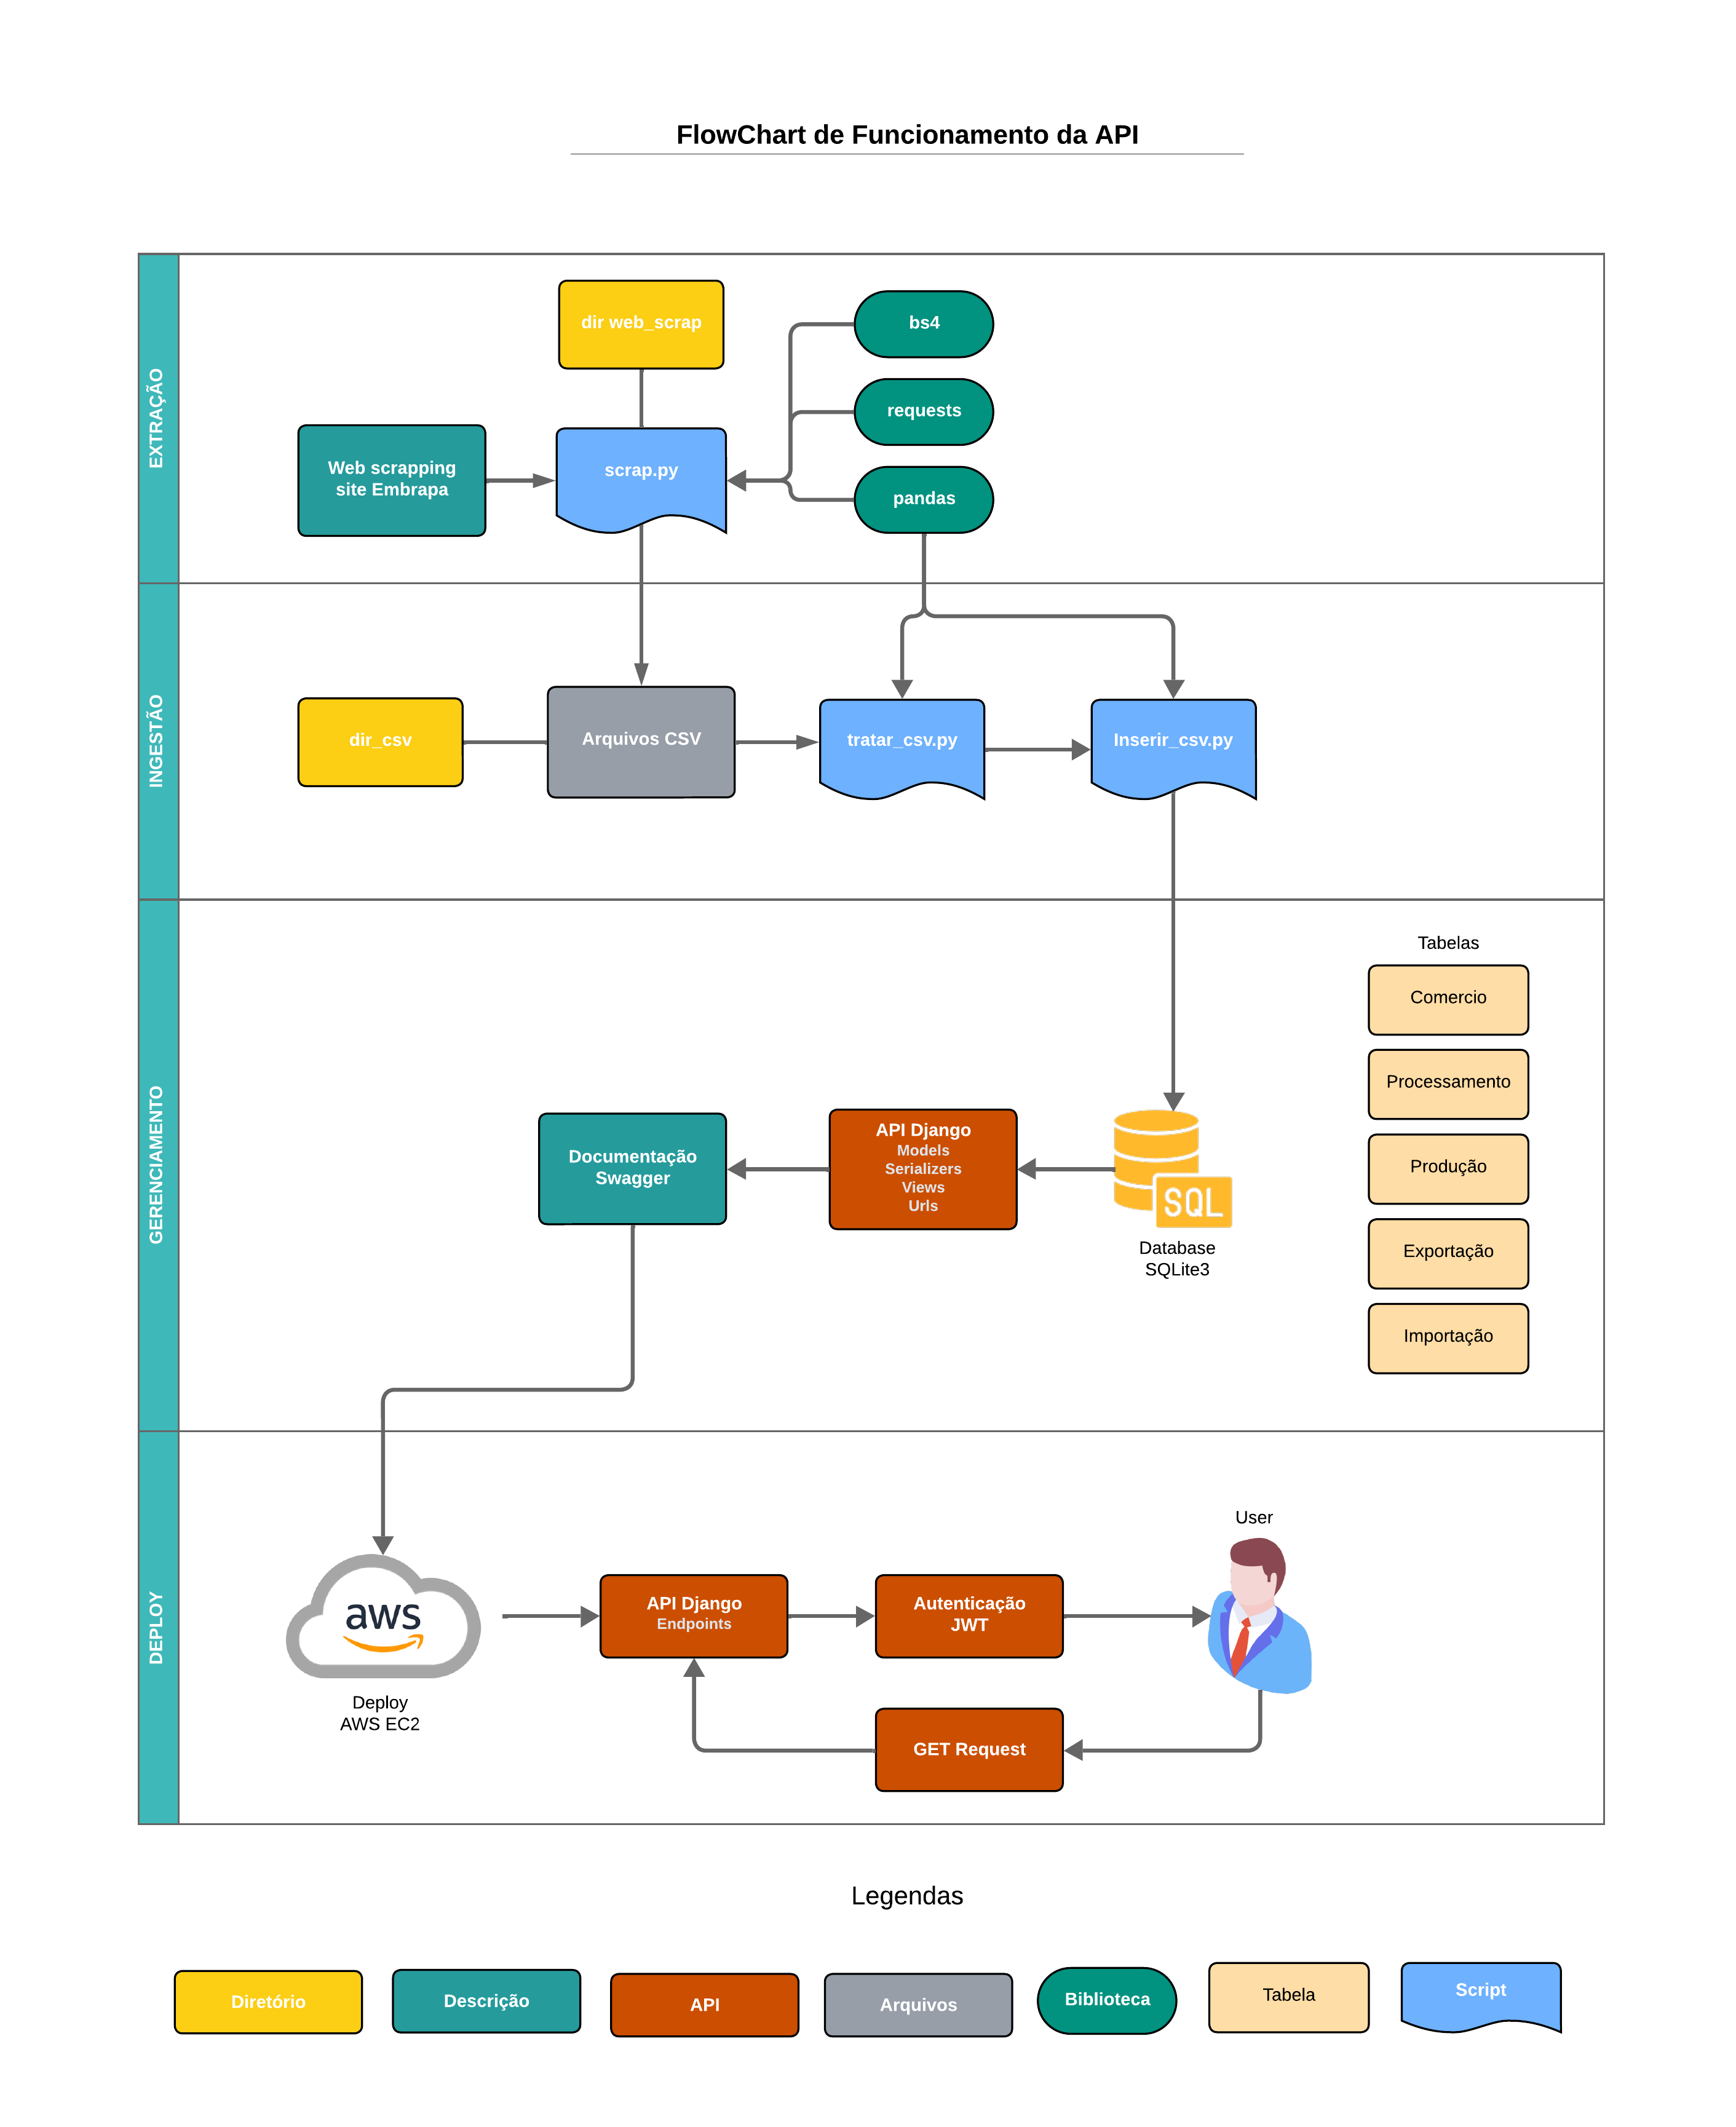 FlowChart de Funcionamento da API
EXTRAÇÃO
dir web_scrap
bs4
requests
pandas
Web scrapping
site Embrapa
scrap.py
INGESTÃO
dir_csv
Arquivos CSV
tratar_csv.py
Inserir_csv.py
GERENCIAMENTO
Tabelas
Comercio
Processamento
Produção
Exportação
Importação
Documentação
Swagger
API Django
Models
Serializers
Views
Urls
SQL
Database
SQLite3
DEPLOY
aws
Deploy
AWS EC2
API Django
Endpoints
Autenticação
JWT
User
GET Request
Legendas
Diretório
Descrição
API
Arquivos
Biblioteca
Tabela
Script